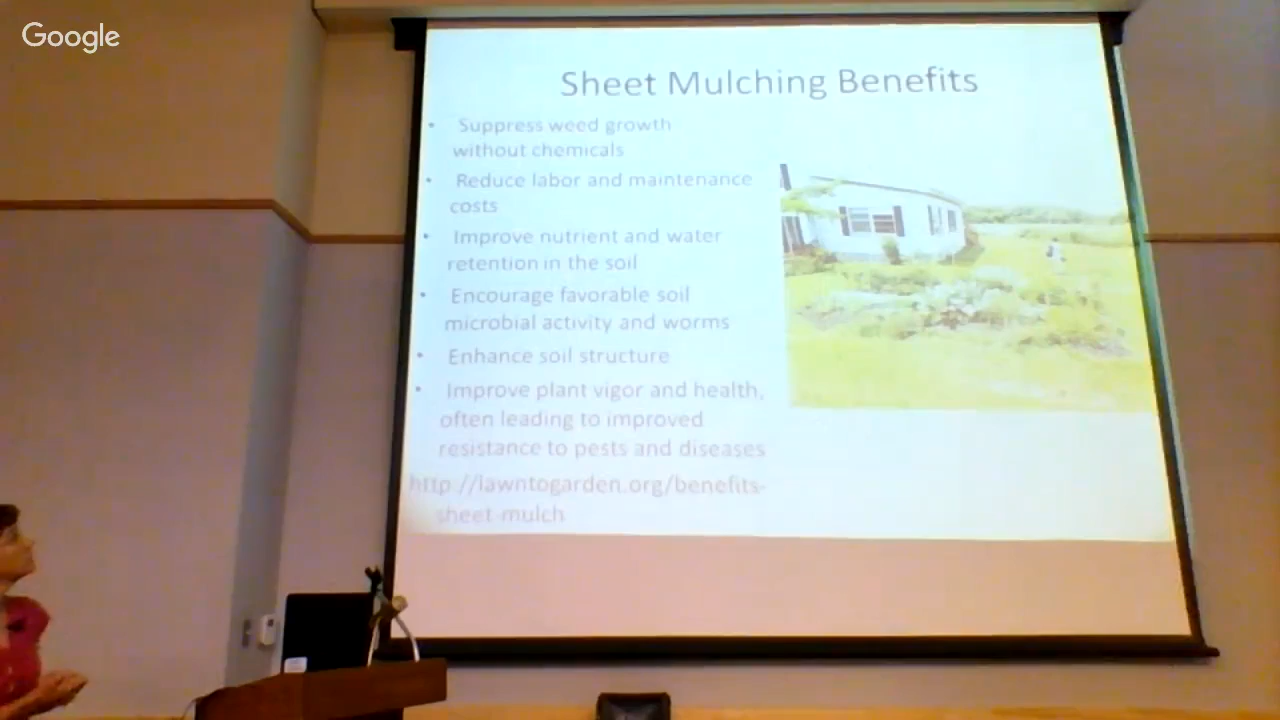 Google
Sheet Mulching Benefits
• Suppress weed growth
without chemicals
• Reduce labor and maintenance
costs
• Improve nutrient and water
retention in the soil
• Encourage favorable soil
microbial activity and worms
• Enhance soil structure
• Improve plant vigor and health,
often leading to improved
resistance to pests and diseases
http://lawntogarden.org/benefits-
sheet-mulch